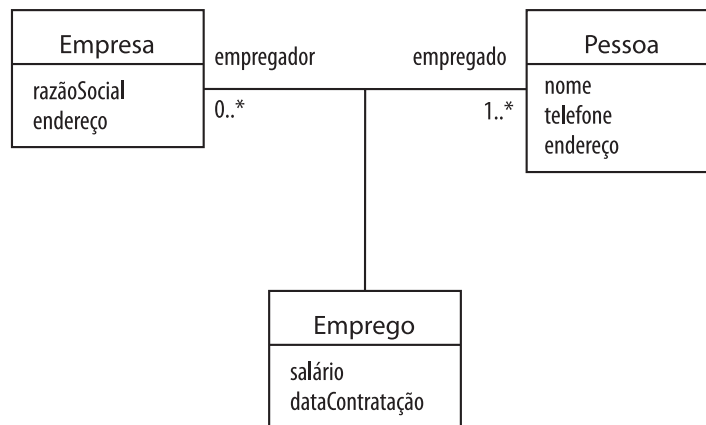 Empresa
razãoSocial
endereço
empregador
0..*
empregado
1..*
Pessoa
nome
telefone
endereço
Emprego
salário
dataContratação